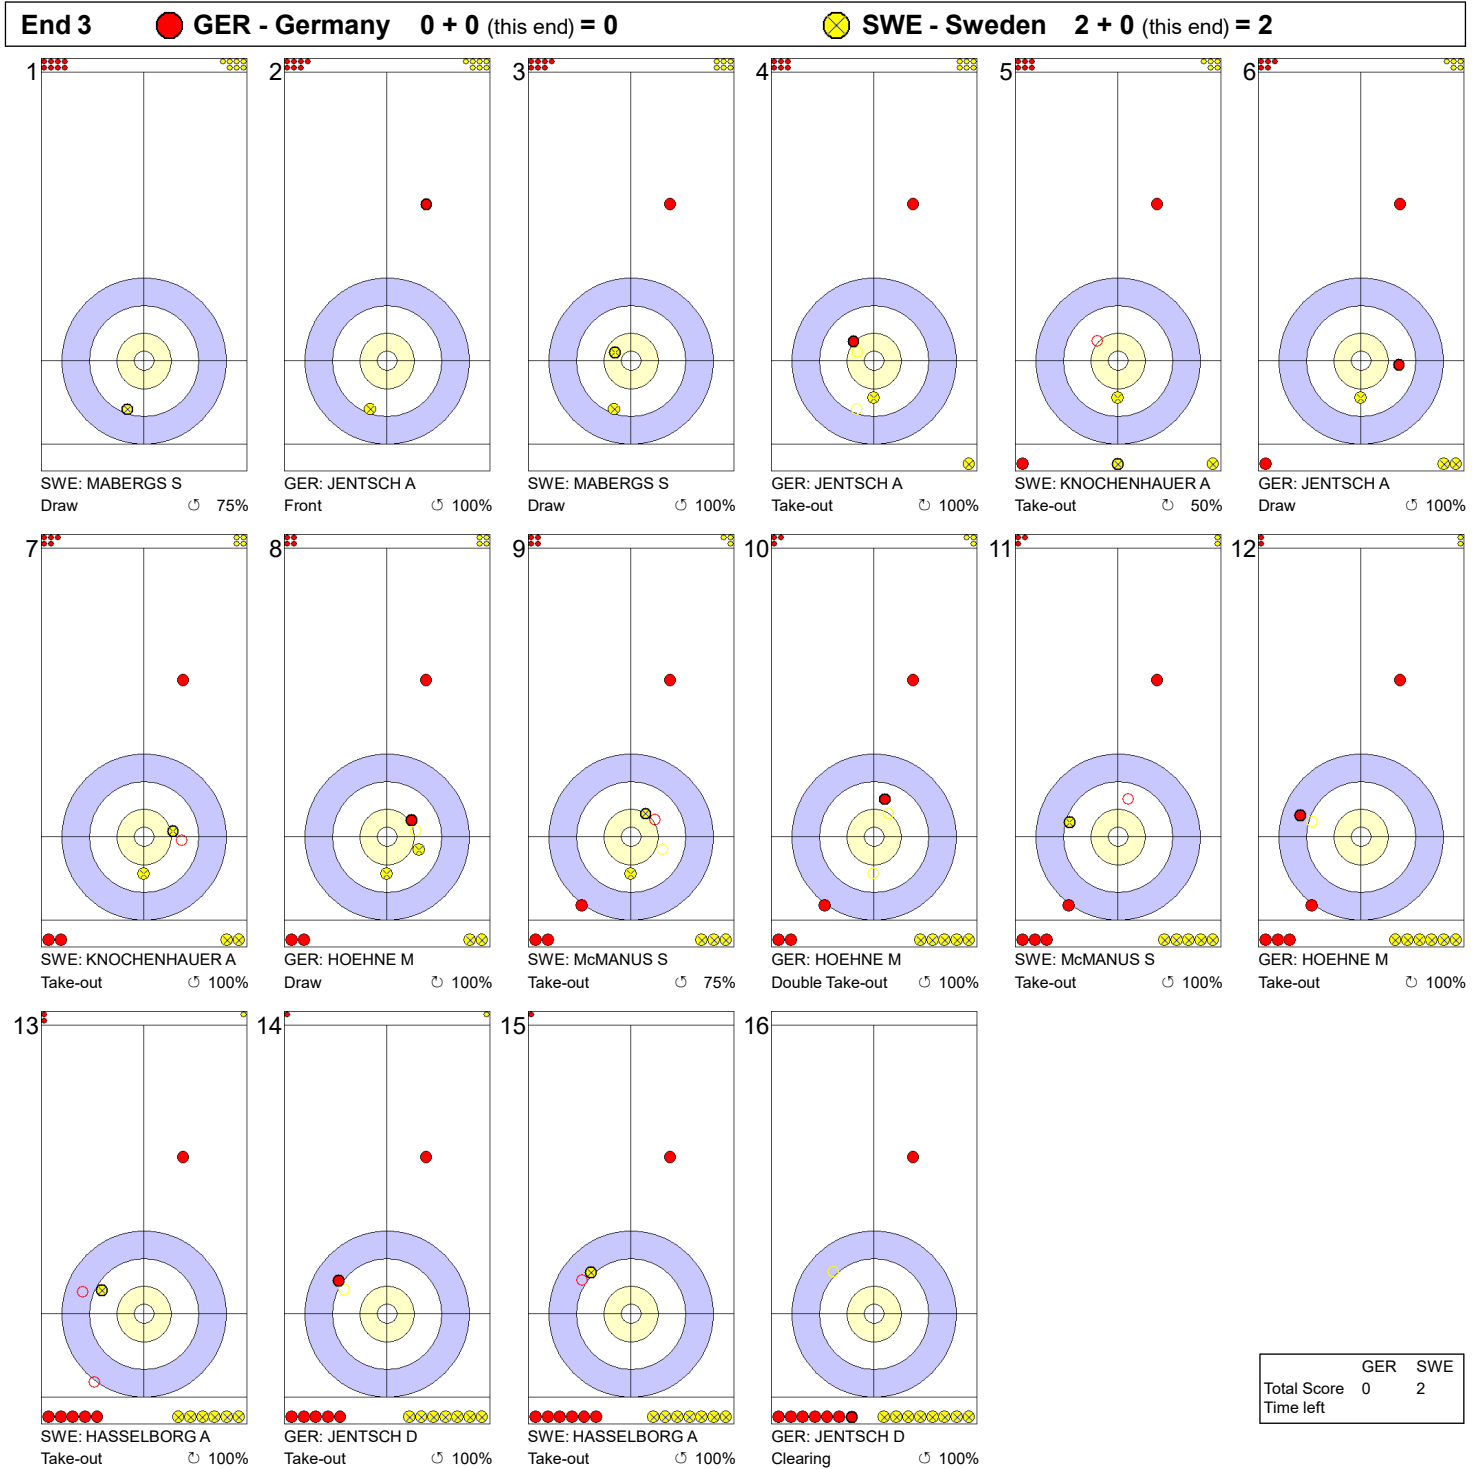 End 3 GER - Germany 0 + 0 (this end) = 0 SWE - Sweden 2 + 0 (this end) = 2
1 2 3 4 5 6
SWE: MABERGS S GER: JENTSCH A SWE: MABERGS S GER: JENTSCH A SWE: KNOCHENHAUER A GER: JENTSCH A
Draw ↺ 75% Front ↺ 100% Draw ↺ 100% Take-out ↻ 100% Take-out ↻ 50% Draw ↺ 100%
7 8 9 10 11 12
SWE: KNOCHENHAUER A GER: HOEHNE M SWE: McMANUS S GER: HOEHNE M SWE: McMANUS S GER: HOEHNE M
Take-out ↺ 100% Draw ↻ 100% Take-out ↺ 75% Double Take-out ↺ 100% Take-out ↻ 100% Take-out ↻ 100%
13 14 15 16
SWE: HASSELBORG A GER: JENTSCH D SWE: HASSELBORG A GER: JENTSCH D
Take-out ↻ 100% Take-out ↻ 100% Take-out ↻ 100% Clearing ↻ 100%
GER SWE
Total Score 0 2
Time left